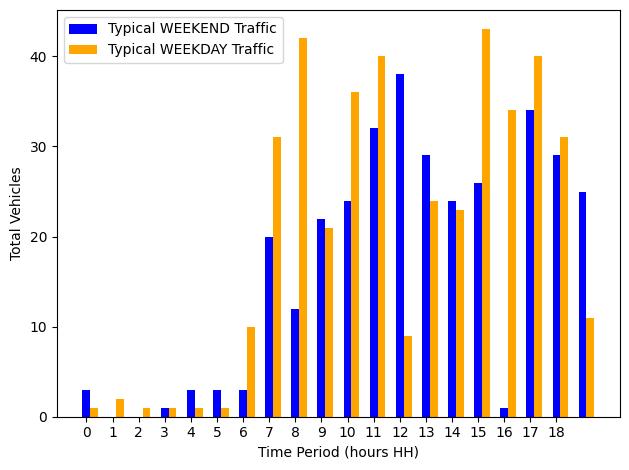 Typical WEEKEND Traffic
Typical WEEKDAY Traffic
40
30
20
10
0
Total Vehicles
0 1 2 3 4 5 6 7 8 9 10 11 12 13 14 15 16 17 18
Time Period (hours HH)